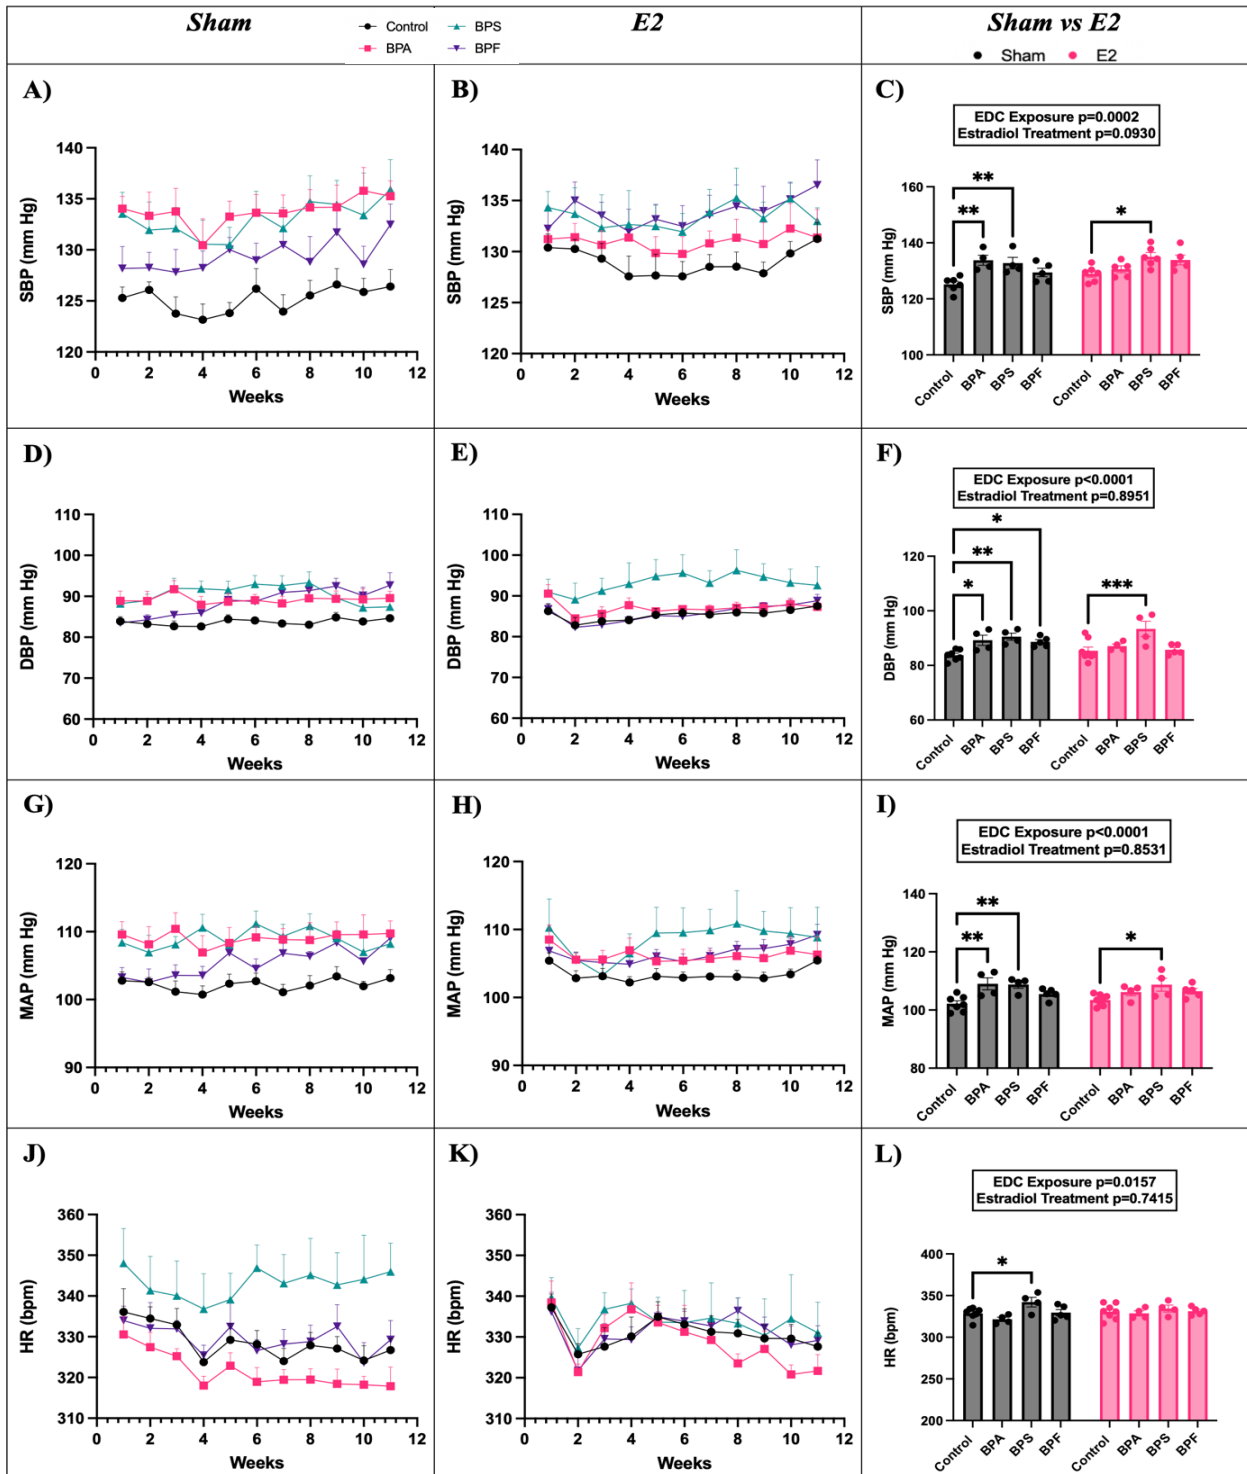 Sham
Control
BPS
BPA
BPF
E2
Sham vs E2
Sham
E2
A)
140
135
130
125
120
SBP (mm Hg)
0 2 4 6 8 10 12
Weeks
B)
140
135
130
125
120
SBP (mm Hg)
0 2 4 6 8 10 12
Weeks
C)
EDC Exposure p=0.0002
Estradiol Treatment p=0.0930
160
140
120
100
SBP (mm Hg)
**
**
*
Control BPA BPS BPF Control BPA BPS BPF
D)
110
100
90
80
70
60
DBP (mm Hg)
0 2 4 6 8 10 12
Weeks
E)
110
100
90
80
70
60
DBP (mm Hg)
0 2 4 6 8 10 12
Weeks
F)
EDC Exposure p<0.0001
Estradiol Treatment p=0.8951
120
100
80
60
DBP (mm Hg)
*
**
*
***
Control BPA BPS BPF Control BPA BPS BPF
G)
120
110
100
90
MAP (mm Hg)
0 2 4 6 8 10 12
Weeks
H)
120
110
100
90
MAP (mm Hg)
0 2 4 6 8 10 12
Weeks
I)
EDC Exposure p<0.0001
Estradiol Treatment p=0.8531
140
120
100
80
MAP (mm Hg)
**
**
*
Control BPA BPS BPF Control BPA BPS BPF
J)
360
350
340
330
320
310
HR (bpm)
0 2 4 6 8 10 12
Weeks
K)
360
350
340
330
320
310
HR (bpm)
0 2 4 6 8 10 12
Weeks
L)
EDC Exposure p=0.0157
Estradiol Treatment p=0.7415
400
350
300
250
200
HR (bpm)
*
Control BPA BPS BPF Control BPA BPS BPF